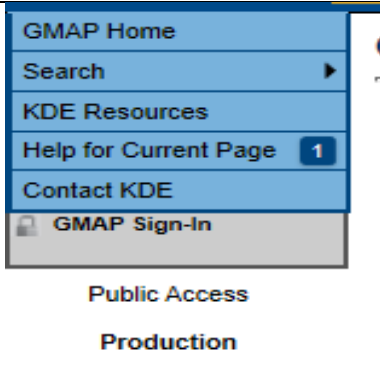 GMAP Home
Search
KDE Resources
Help for Current Page 1
Contact KDE
GMAP Sign-In
Public Access
Production